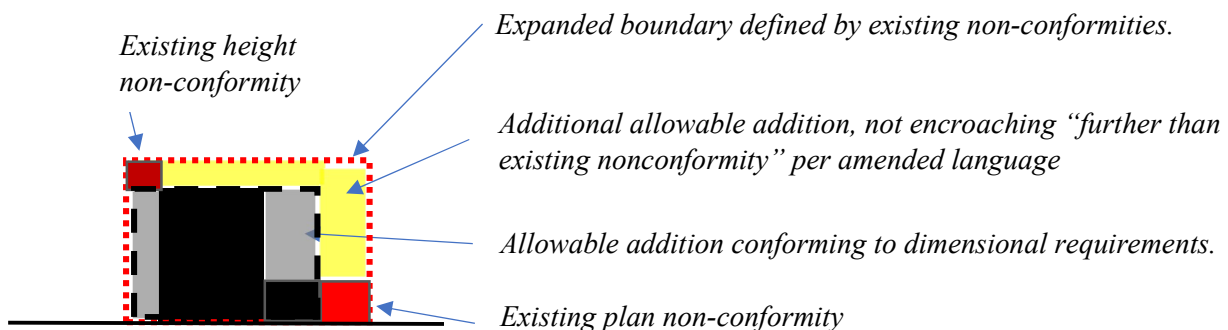 Expanded boundary defined by existing non-conformities.
Existing height
non-conformity
Additional allowable addition, not encroaching “further than
existing nonconformity” per amended language
Allowable addition conforming to dimensional requirements.
Existing plan non-conformity